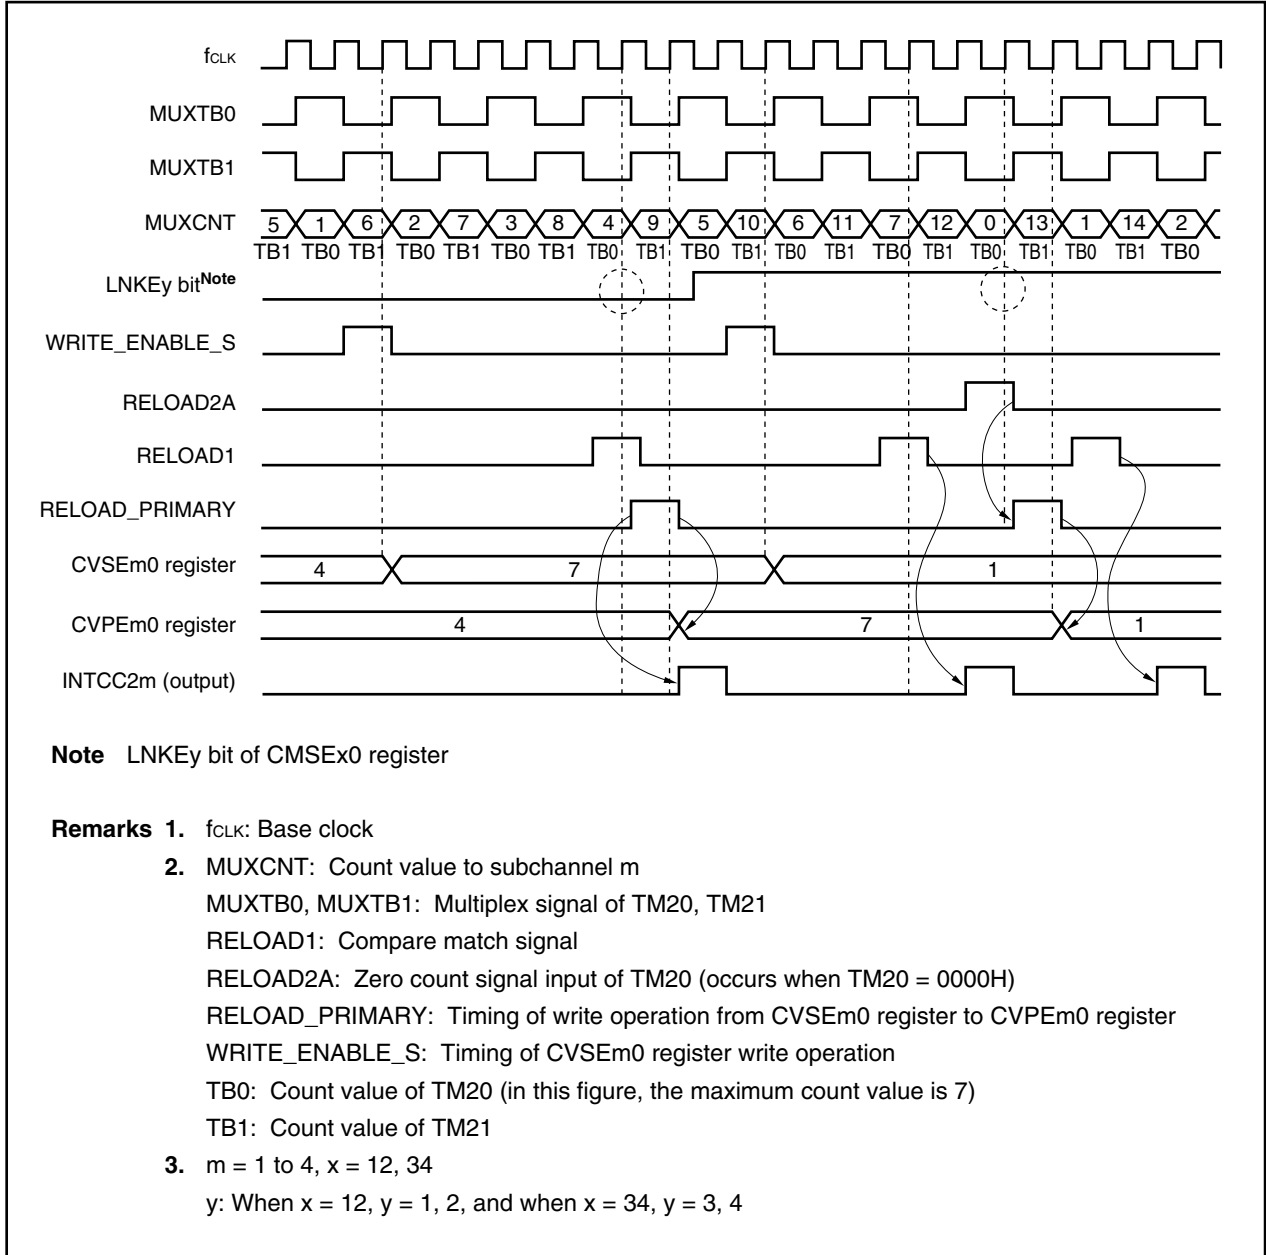 fCLK
MUXTB0
MUXTB1
MUXCNT 5 1 6 2 7 3 8 4 9 5 10 6 11 7 12 0 13 1 14 2
TB1 TB0 TB1 TB0 TB1 TB0 TB1 TB0 TB1 TB0 TB1 TB0 TB1 TB0 TB1 TB0 TB1 TB0 TB1 TB0
LNKEy bitNote
WRITE_ENABLE_S
RELOAD2A
RELOAD1
RELOAD_PRIMARY
CVSEm0 register 4 7 1
CVPEm0 register 4 7 1
INTCC2m (output)
Note LNKEy bit of CMSEx0 register
Remarks 1. fCLK: Base clock
2. MUXCNT: Count value to subchannel m
MUXTB0, MUXTB1: Multiplex signal of TM20, TM21
RELOAD1: Compare match signal
RELOAD2A: Zero count signal input of TM20 (occurs when TM20 = 0000H)
RELOAD_PRIMARY: Timing of write operation from CVSEm0 register to CVPEm0 register
WRITE_ENABLE_S: Timing of CVSEm0 register write operation
TB0: Count value of TM20 (in this figure, the maximum count value is 7)
TB1: Count value of TM21
3. m = 1 to 4, x = 12, 34
y: When x = 12, y = 1, 2, and when x = 34, y = 3, 4